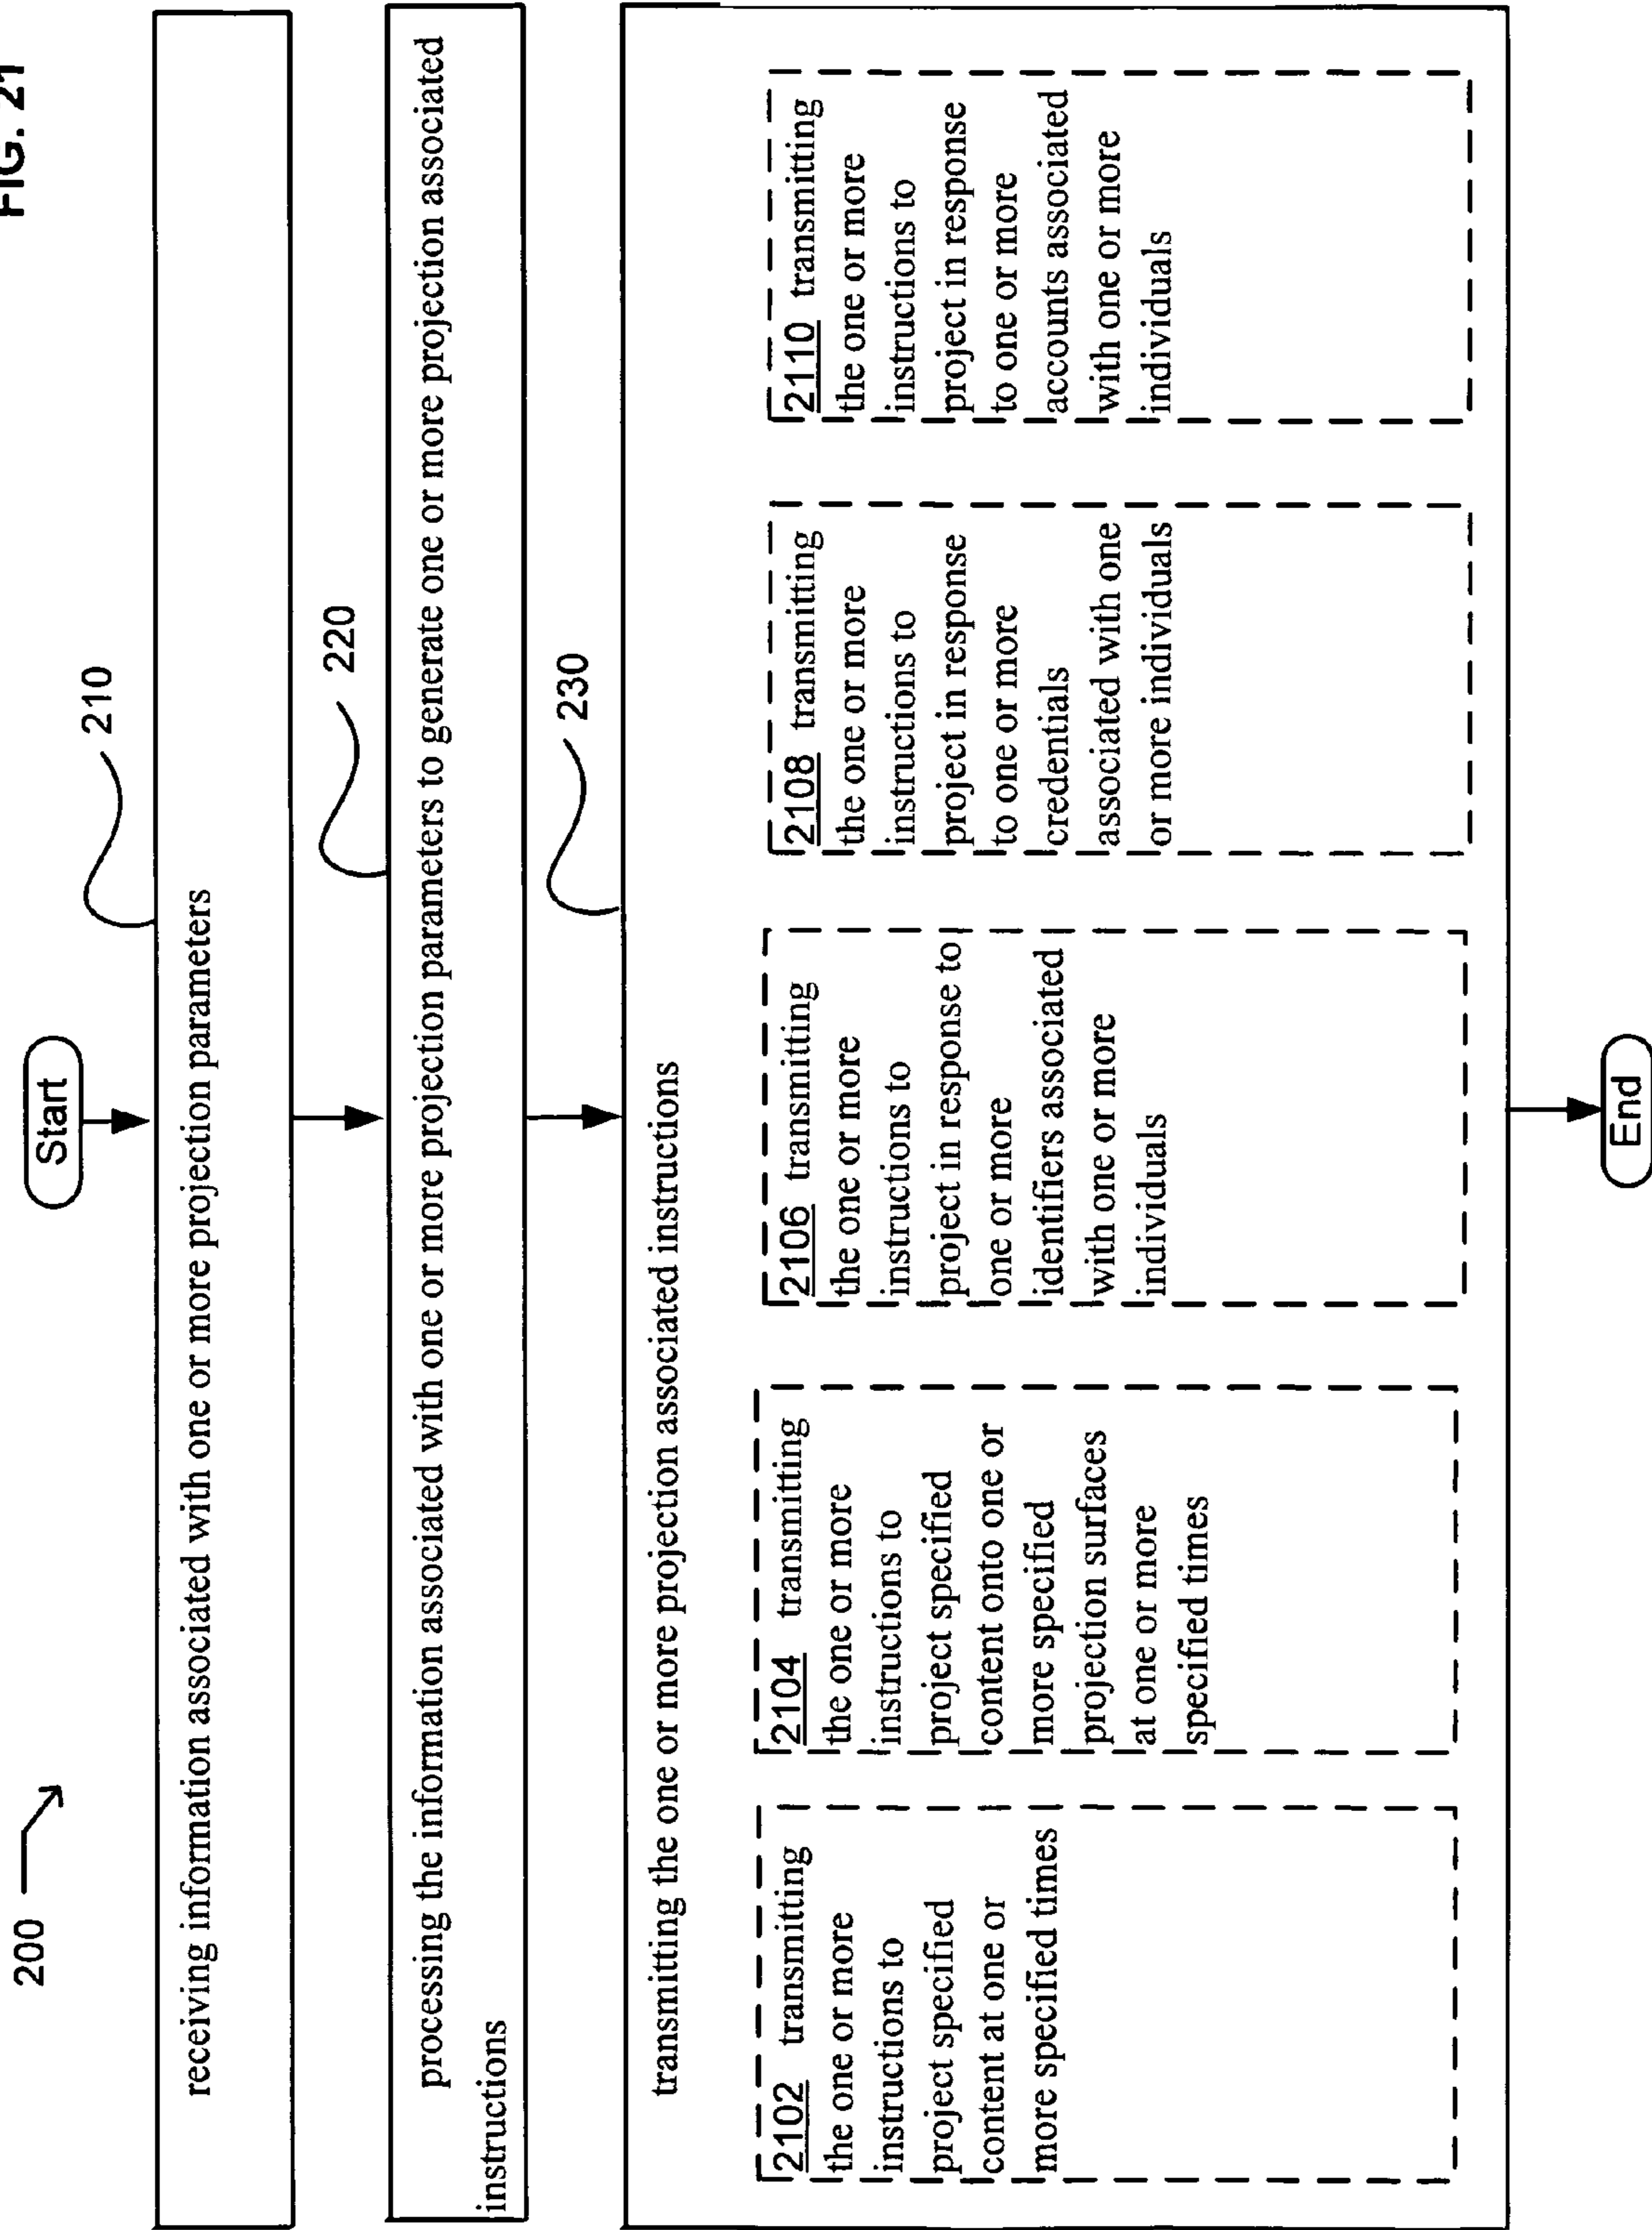 FIG. 21
200
Start
210
receiving information associated with one or more projection parameters
220
processing the information associated with one or more projection parameters to generate one or more projection associated
instructions
230
transmitting the one or more projection associated instructions
2102 transmitting
the one or more
instructions to
project specified
content at one or
more specified times
2104 transmitting
the one or more
instructions to
project specified
content onto one or
more specified
projection surfaces
at one or more
specified times
2106 transmitting
the one or more
instructions to
project in response to
one or more
identifiers associated
with one or more
individuals
2108 transmitting
the one or more
instructions to
project in response
to one or more
credentials
associated with one
or more individuals
2110 transmitting
the one or more
instructions to
project in response
to one or more
accounts associated
with one or more
individuals
End